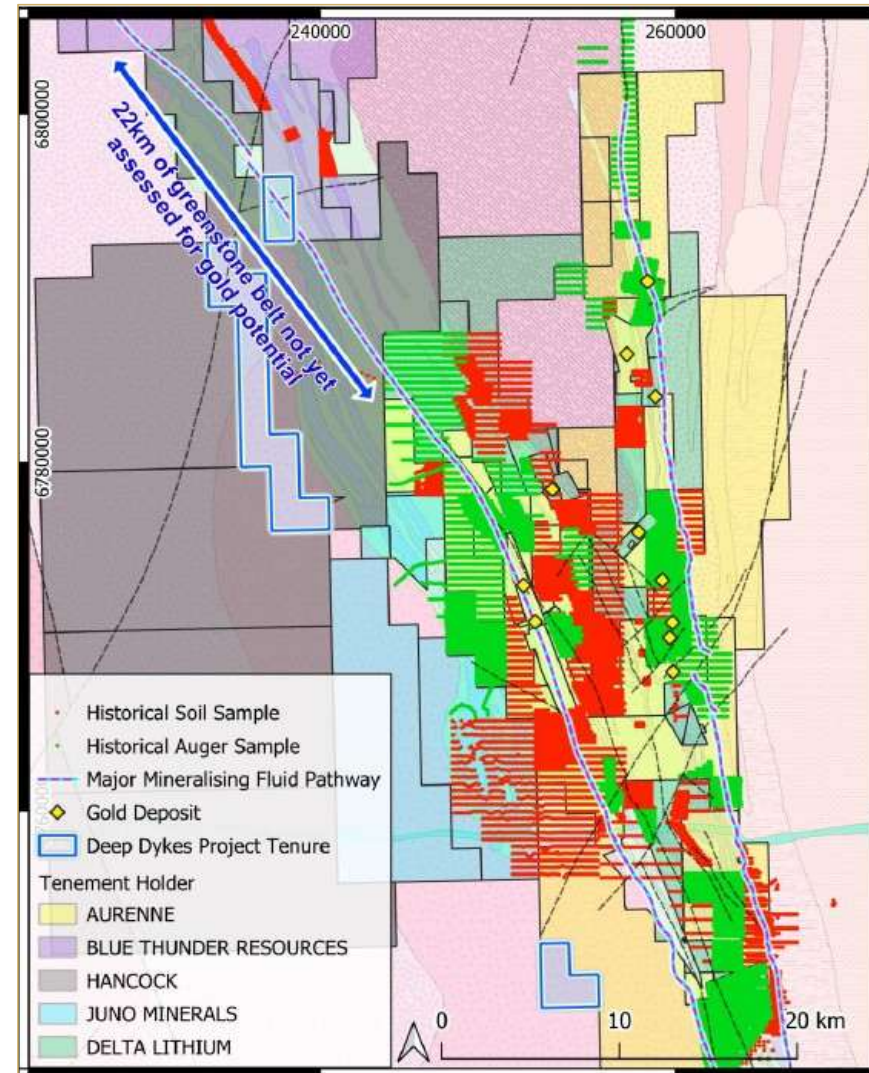 240000
260000
6800000
22km of greenstone belt not yet
assessed for gold potential
6780000
6760000
Historical Soil Sample
Historical Auger Sample
Major Mineralising Fluid Pathway
Gold Deposit
Deep Dykes Project Tenure
Tenement Holder
AURENNE
BLUE THUNDER RESOURCES
HANCOCK
JUNO MINERALS
DELTA LITHIUM
0 10 20 km